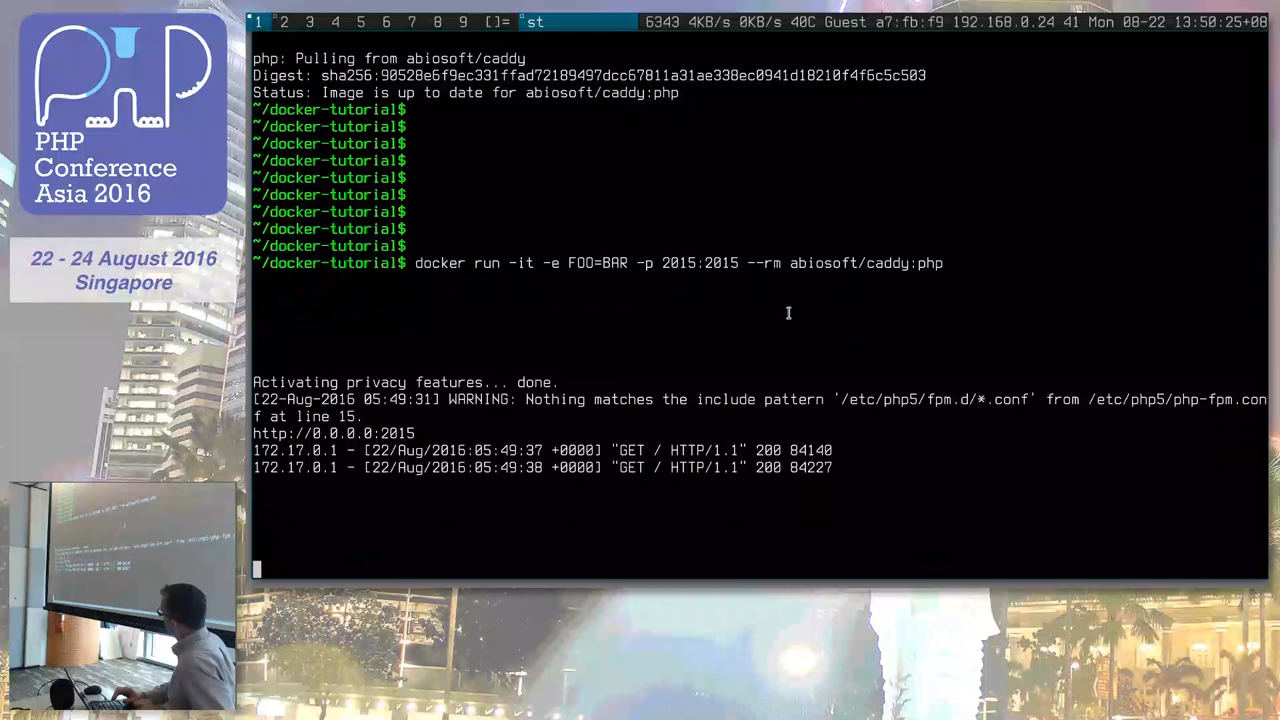 PHP
Conference
Asia 2016
22 - 24 August 2016
Singapore
1 2 3 4 5 6 7 8 9 []= st 6343 4KB/s 0KB/s 40C Guest a7:fb:f9 192.168.0.24 41 Mon 08-22 13:50:25+08
php: Pulling from abiosoft/caddy
Digest: sha256:90528e6f9ec331ffad72189497dcc67811a31ae338ec0941d18210f4f6c5c503
Status: Image is up to date for abiosoft/caddy:php
~/docker-tutorial$
~/docker-tutorial$
~/docker-tutorial$
~/docker-tutorial$
~/docker-tutorial$
~/docker-tutorial$
~/docker-tutorial$
~/docker-tutorial$
~/docker-tutorial$
~/docker-tutorial$ docker run -it -e FOO=BAR -p 2015:2015 --rm abiosoft/caddy:php
Activating privacy features... done.
[22-Aug-2016 05:49:31] WARNING: Nothing matches the include pattern '/etc/php5/fpm.d/*.conf' from /etc/php5/php-fpm.con
f at line 15.
http://0.0.0.0:2015
172.17.0.1 - [22/Aug/2016:05:49:37 +0000] "GET / HTTP/1.1" 200 84140
172.17.0.1 - [22/Aug/2016:05:49:38 +0000] "GET / HTTP/1.1" 200 84227